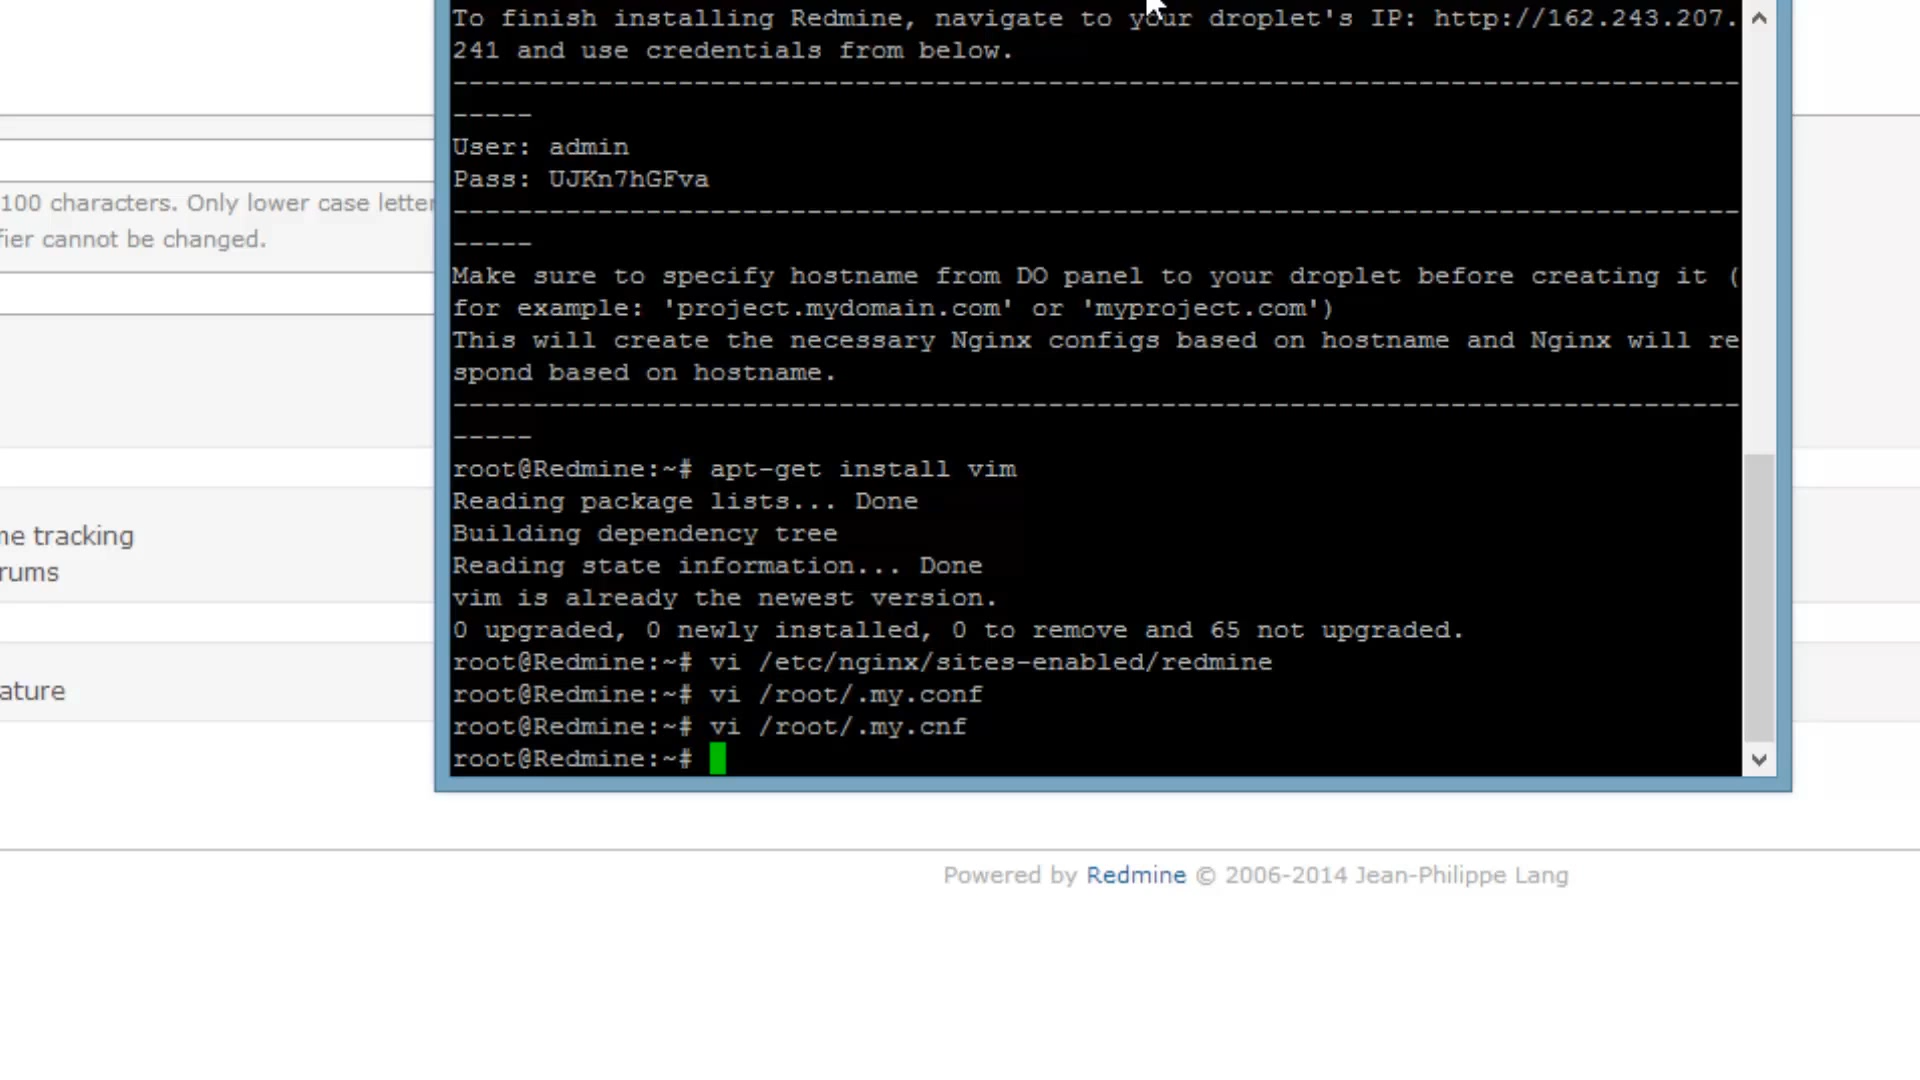 To finish installing Redmine, navigate to your droplet's IP: http://162.243.207.
241 and use credentials from below.
--------------------------------------------------------------------------------
-----
User: admin
Pass: UJKn7hGFva
--------------------------------------------------------------------------------
-----
Make sure to specify hostname from DO panel to your droplet before creating it (
for example: 'project.mydomain.com' or 'myproject.com')
This will create the necessary Nginx configs based on hostname and Nginx will re
spond based on hostname.
--------------------------------------------------------------------------------
-----
root@Redmine:~# apt-get install vim
Reading package lists... Done
Building dependency tree
Reading state information... Done
vim is already the newest version.
0 upgraded, 0 newly installed, 0 to remove and 65 not upgraded.
root@Redmine:~# vi /etc/nginx/sites-enabled/redmine
root@Redmine:~# vi /root/.my.conf
root@Redmine:~# vi /root/.my.cnf
root@Redmine:~#
100 characters. Only lower case letter
fier cannot be changed.
me tracking
rums
ature
Powered by Redmine © 2006-2014 Jean-Philippe Lang